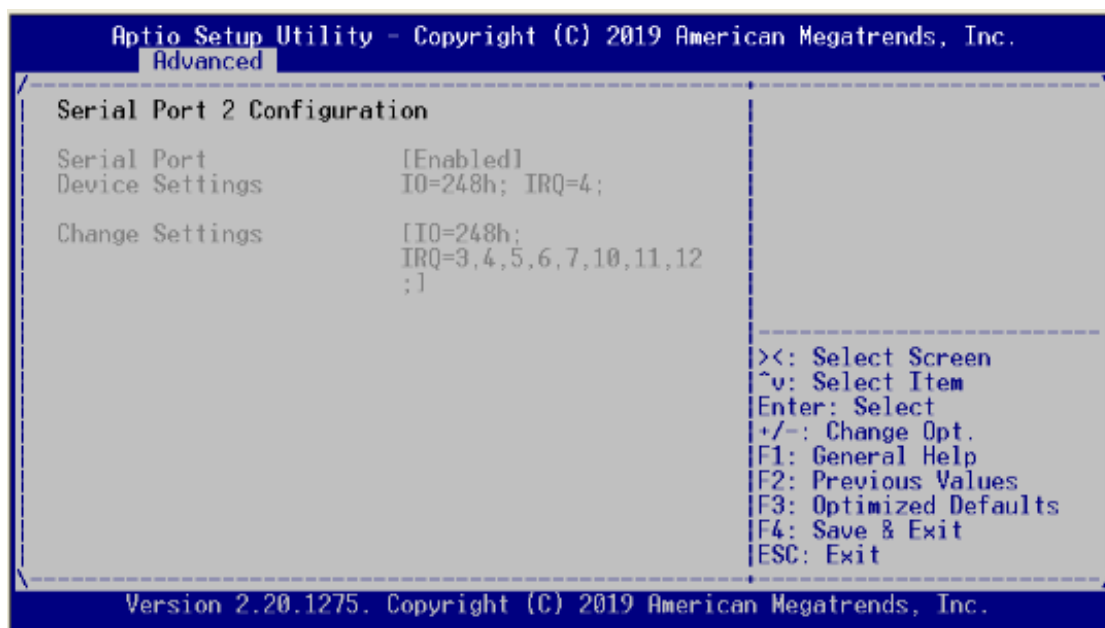 Aptio Setup Utility - Copyright (C) 2019 American Megatrends, Inc.
Advanced
Serial Port 2 Configuration
Serial Port [Enabled]
Device Settings IO=248h; IRQ=4;
Change Settings [IO=248h;
IRQ=3,4,5,6,7,10,11,12
;]
><: Select Screen
^v: Select Item
Enter: Select
+/-: Change Opt.
F1: General Help
F2: Previous Values
F3: Optimized Defaults
F4: Save & Exit
ESC: Exit
Version 2.20.1275. Copyright (C) 2019 American Megatrends, Inc.